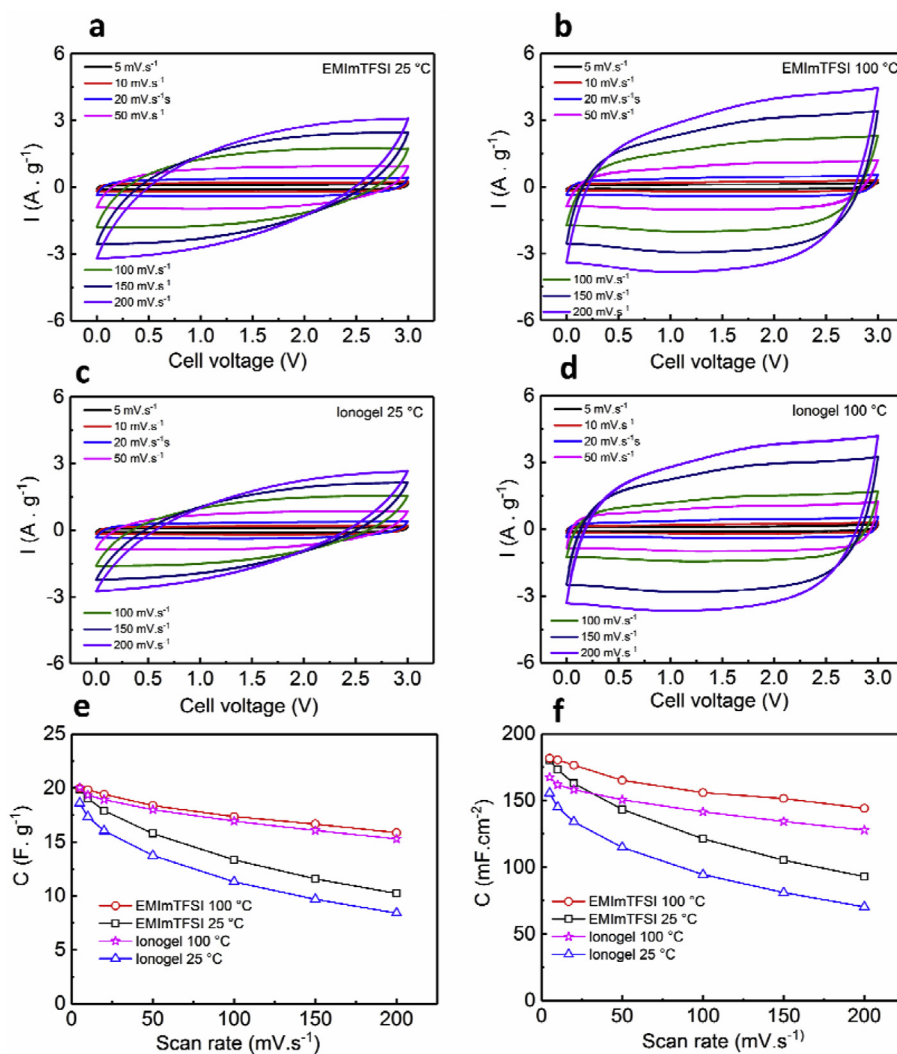 a
6
3
0
-3
-6
I (A . g⁻¹)
5 mV.s⁻¹
10 mV.s⁻¹
20 mV.s⁻¹s
50 mV.s⁻¹
EMImTFSI 25 °C
100 mV.s⁻¹
150 mV.s⁻¹
200 mV.s⁻¹
0.0 0.5 1.0 1.5 2.0 2.5 3.0
Cell voltage (V)
b
6
3
0
-3
-6
I (A . g⁻¹)
5 mV.s⁻¹
10 mV.s⁻¹
20 mV.s⁻¹s
50 mV.s⁻¹
EMImTFSI 100 °C
100 mV.s⁻¹
150 mV.s⁻¹
200 mV.s⁻¹
0.0 0.5 1.0 1.5 2.0 2.5 3.0
Cell voltage (V)
c
6
3
0
-3
-6
I (A . g⁻¹)
5 mV.s⁻¹
10 mV.s⁻¹
20 mV.s⁻¹s
50 mV.s⁻¹
Ionogel 25 °C
100 mV.s⁻¹
150 mV.s⁻¹
200 mV.s⁻¹
0.0 0.5 1.0 1.5 2.0 2.5 3.0
Cell voltage (V)
d
6
3
0
-3
-6
I (A . g⁻¹)
5 mV.s⁻¹
10 mV.s⁻¹
20 mV.s⁻¹s
50 mV.s⁻¹
Ionogel 100 °C
100 mV.s⁻¹
150 mV.s⁻¹
200 mV.s⁻¹
0.0 0.5 1.0 1.5 2.0 2.5 3.0
Cell voltage (V)
e
25
20
15
10
5
0
C (F. g⁻¹)
EMImTFSI 100 °C
EMImTFSI 25 °C
Ionogel 100 °C
Ionogel 25 °C
0 50 100 150 200
Scan rate (mV.s⁻¹)
f
200
150
100
50
0
C (mF.cm⁻²)
EMImTFSI 100 °C
EMImTFSI 25 °C
Ionogel 100 °C
Ionogel 25 °C
0 50 100 150 200
Scan rate (mV.s⁻¹)